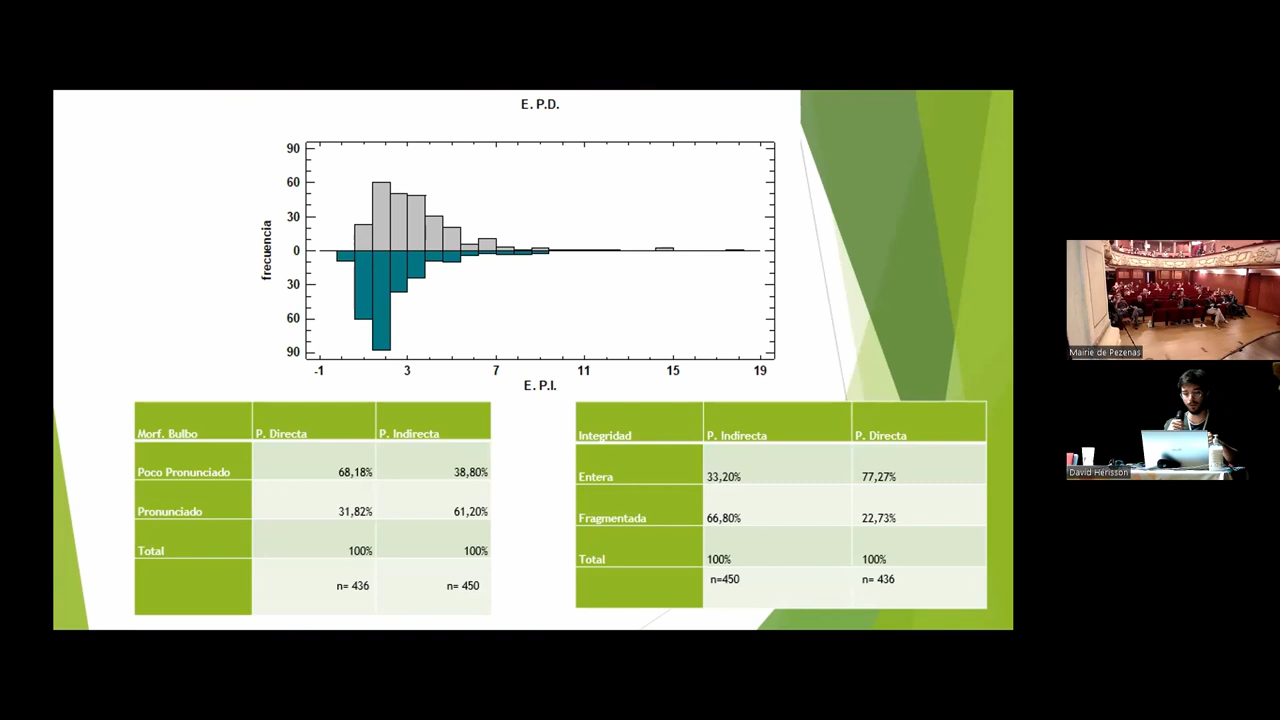 E. P.D.
90
60
30
0
30
60
90
frecuencia
-1 3 7 11 15 19
E. P.I.
Morf. Bulbo P. Directa P. Indirecta
Poco Pronunciado 68,18% 38,80%
Pronunciado 31,82% 61,20%
Total 100% 100%
n= 436 n= 450
Integridad P. Indirecta P. Directa
Entera 33,20% 77,27%
Fragmentada 66,80% 22,73%
Total 100% 100%
n=450 n= 436
Mairie de Pezenas
David Hérisson